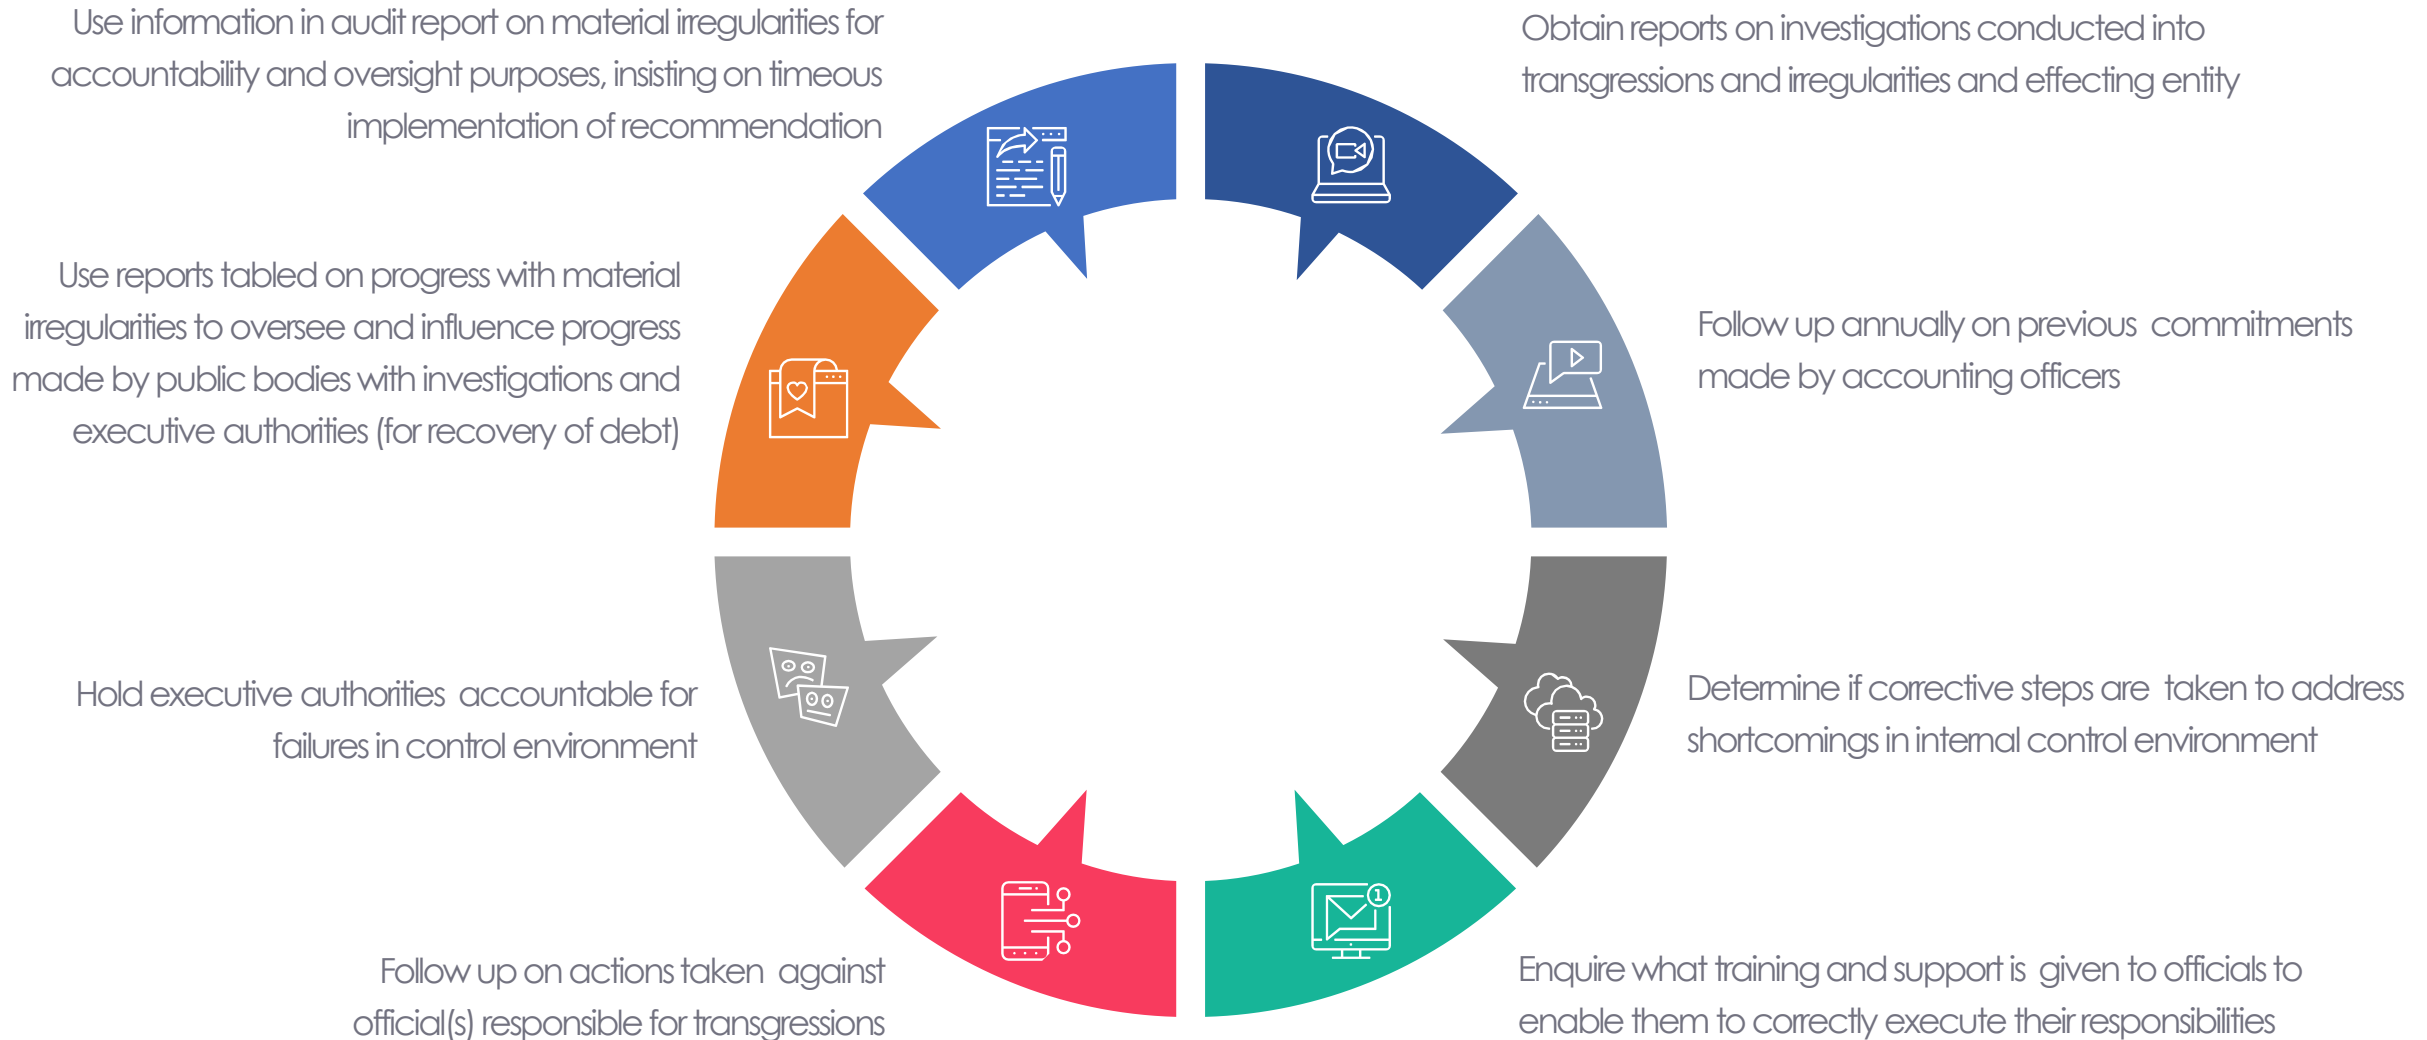 Use information in audit report on material irregularities for
accountability and oversight purposes, insisting on timeous
implementation of recommendation
Obtain reports on investigations conducted into
transgressions and irregularities and effecting entity
Use reports tabled on progress with material
irregularities to oversee and influence progress
made by public bodies with investigations and
executive authorities (for recovery of debt)
Follow up annually on previous commitments
made by accounting officers
Hold executive authorities accountable for
failures in control environment
Determine if corrective steps are taken to address
shortcomings in internal control environment
Follow up on actions taken against
official(s) responsible for transgressions
1
Enquire what training and support is given to officials to
enable them to correctly execute their responsibilities